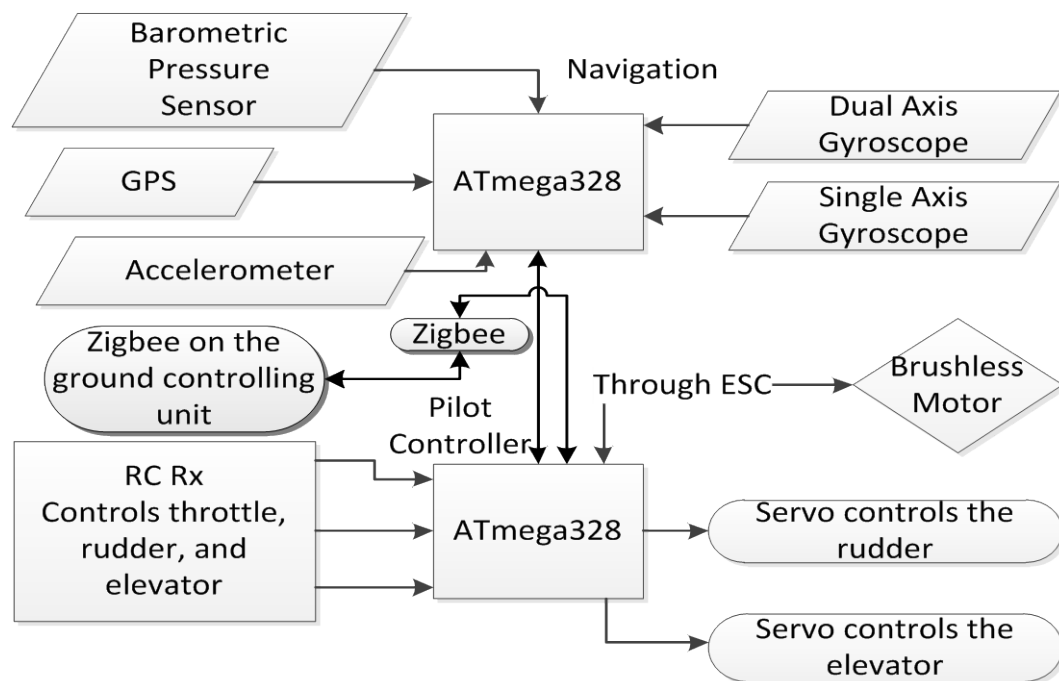 Barometric
Pressure
Sensor
Navigation
Dual Axis
Gyroscope
ATmega328
GPS
Single Axis
Gyroscope
Accelerometer
Zigbee
Zigbee on the
ground controlling
unit
Through ESC
Brushless
Motor
Pilot
Controller
RC Rx
Controls throttle,
rudder, and
elevator
ATmega328
Servo controls the
rudder
Servo controls the
elevator